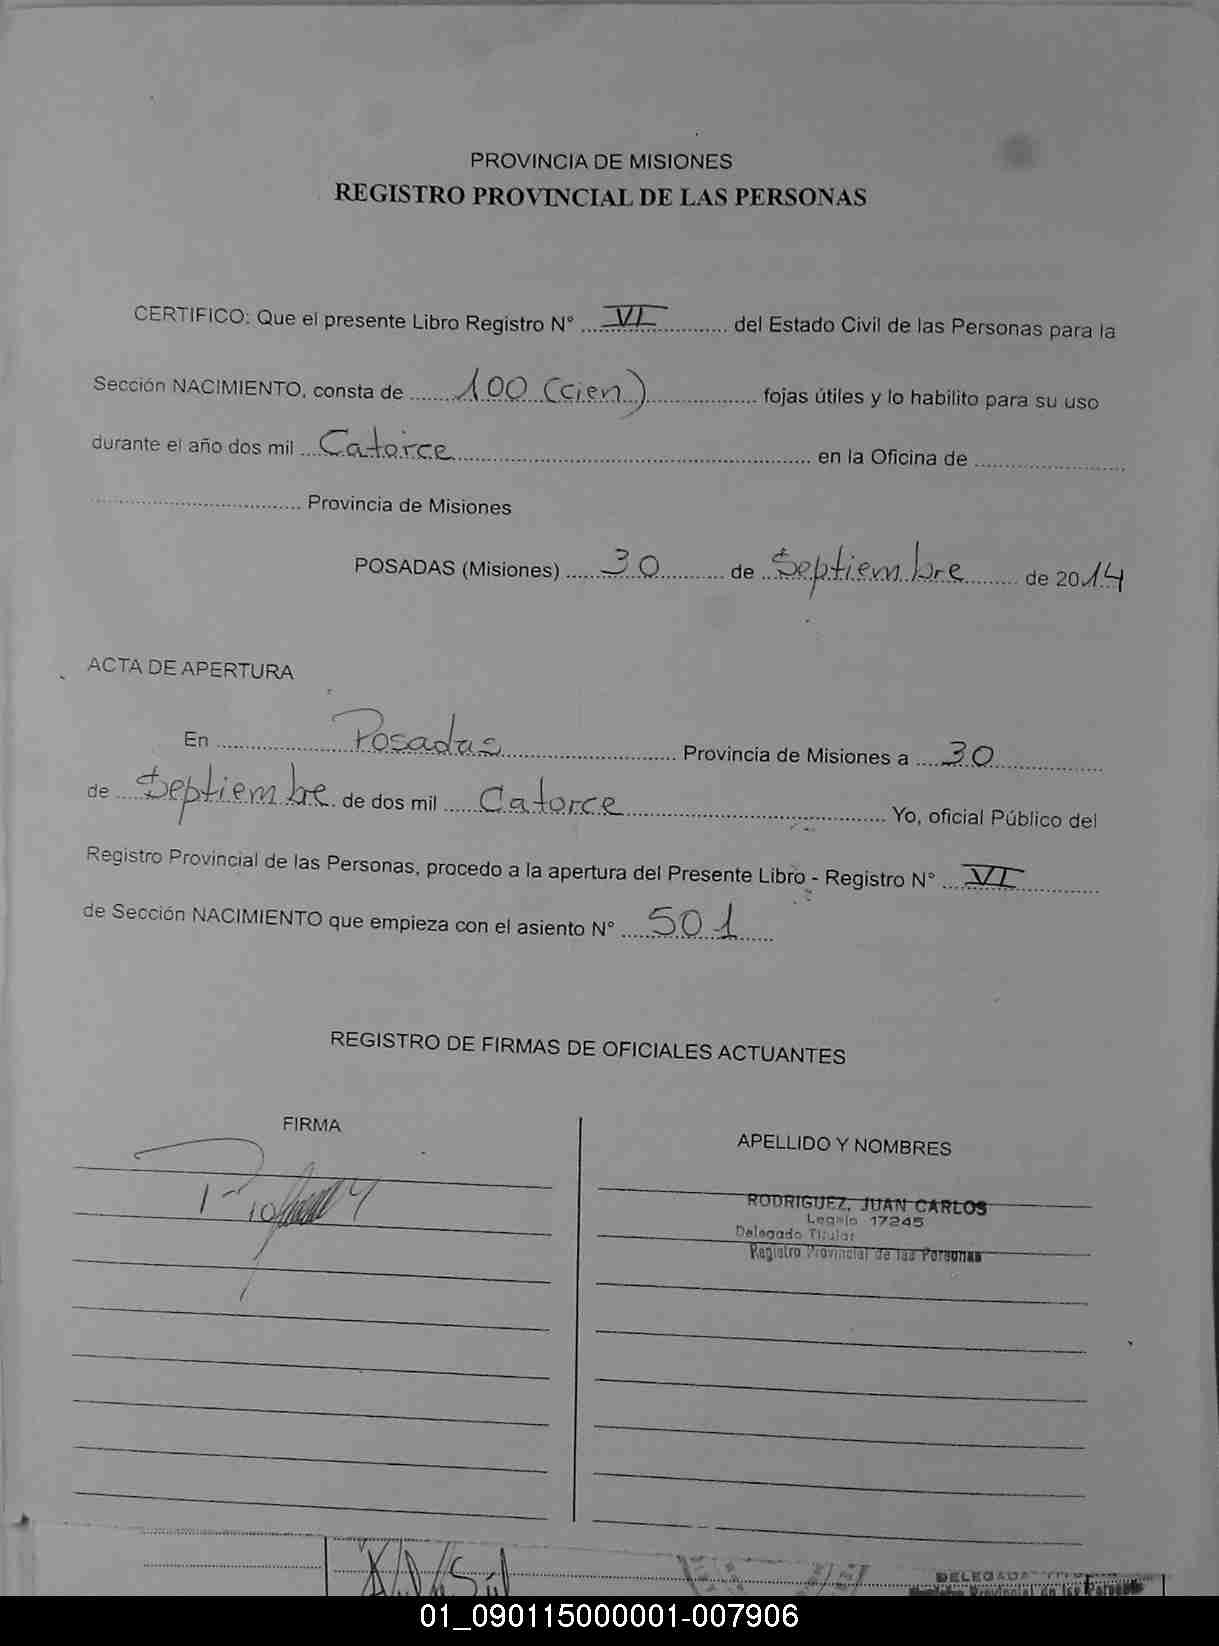 PROVINCIA DE MISIONES
REGISTRO PROVINCIAL DE LAS PERSONAS
CERTIFICO: Que el presente Libro Registro N° VI del Estado Civil de las Personas para la
Sección NACIMIENTO, consta de 100 (cien) fojas útiles y lo habilito para su uso
durante el año dos mil Catorce en la Oficina de
Provincia de Misiones
POSADAS (Misiones) 30 de Septiembre de 2014
ACTA DE APERTURA
En Posadas Provincia de Misiones a 30
de Septiembre de dos mil Catorce Yo, oficial Público del
Registro Provincial de las Personas, procedo a la apertura del Presente Libro - Registro N° VI
de Sección NACIMIENTO que empieza con el asiento N° 501
REGISTRO DE FIRMAS DE OFICIALES ACTUANTES
FIRMA
APELLIDO Y NOMBRES
RODRIGUEZ, JUAN CARLOS
Legajo 17245
Delegado Titular
Registro Provincial de las Personas
DELEGADA
Provincial de las Personas
01_090115000001-007906